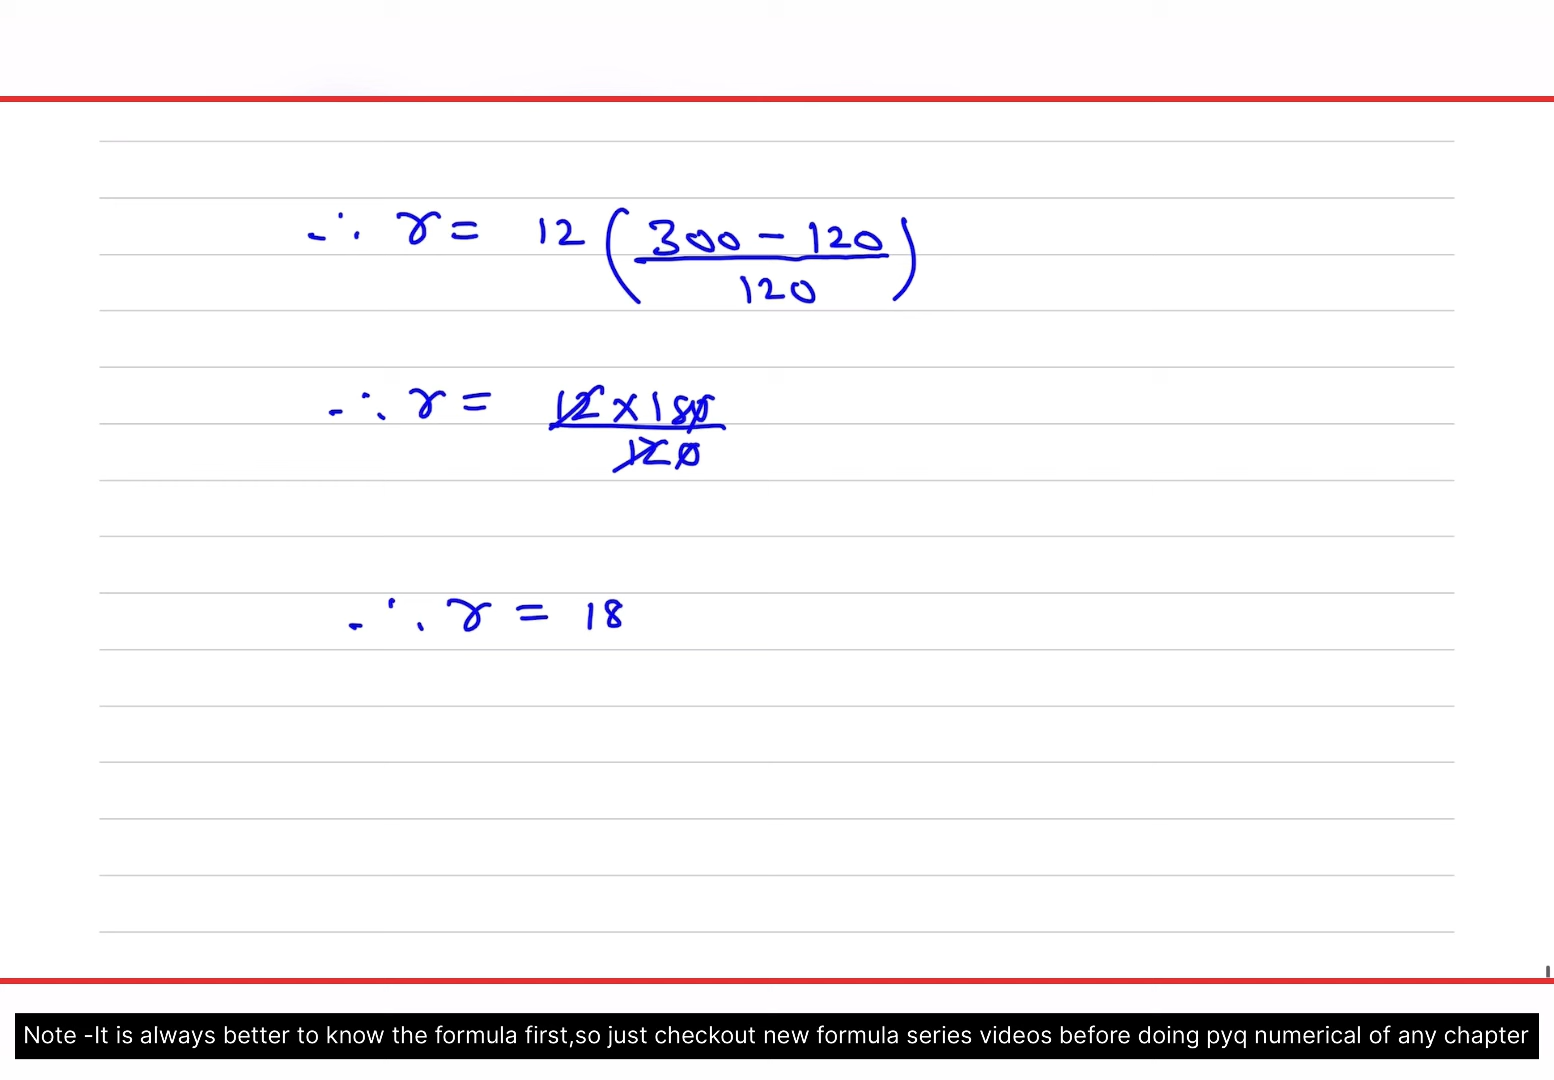 ∴ r = 12 ( (300 - 120) / 120 )
∴ r = 12 × 180 / 120
∴ r = 18
Note -It is always better to know the formula first,so just checkout new formula series videos before doing pyq numerical of any chapter